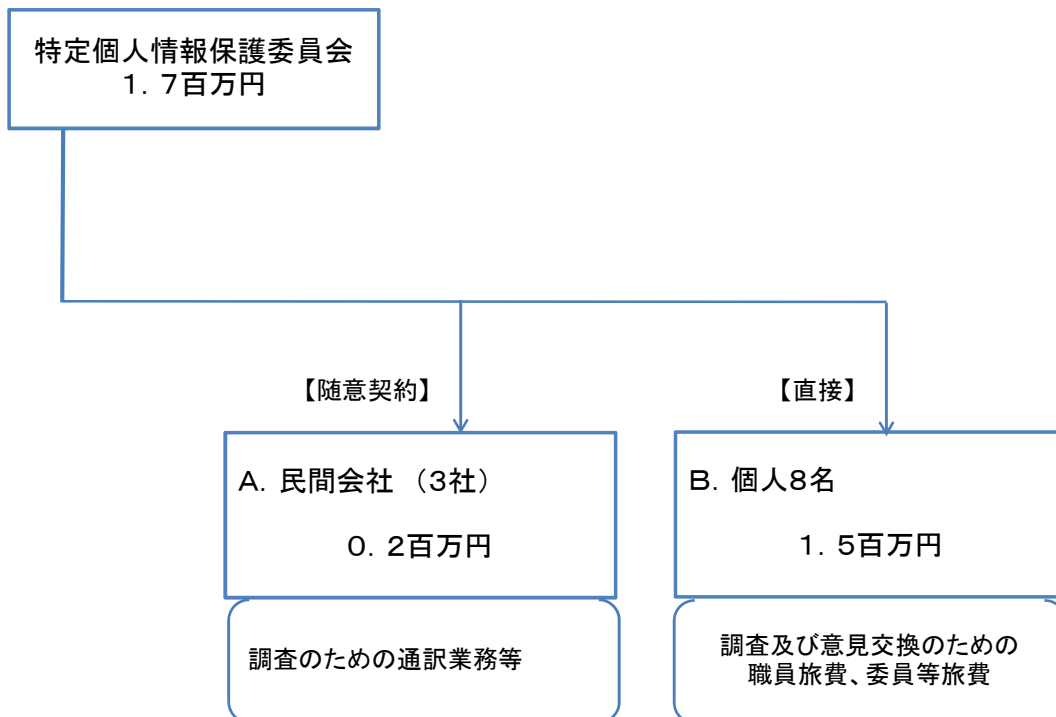 特定個人情報保護委員会
1．7百万円
【随意契約】
【直接】
A．民間会社 （3社）
0．2百万円
B．個人8名
1．5百万円
調査のための通訳業務等
調査及び意見交換のための
職員旅費、委員等旅費